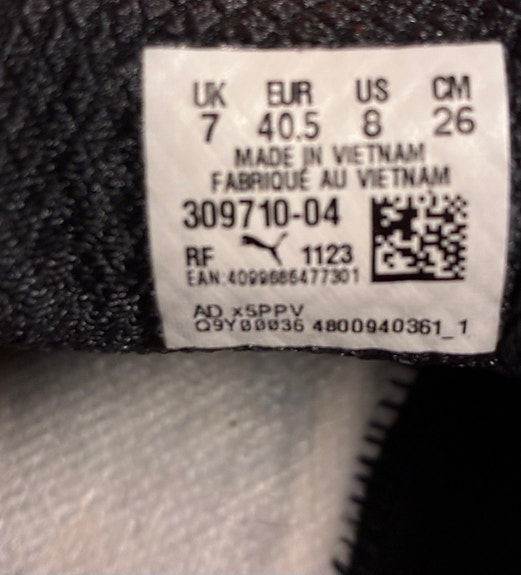 UK EUR US CM
7 40.5 8 26
MADE IN VIETNAM
FABRIQUÉ AU VIETNAM
309710-04
RF 1123
EAN:4099686477301
AD x5PPV
Q9Y00036 4800940361_1